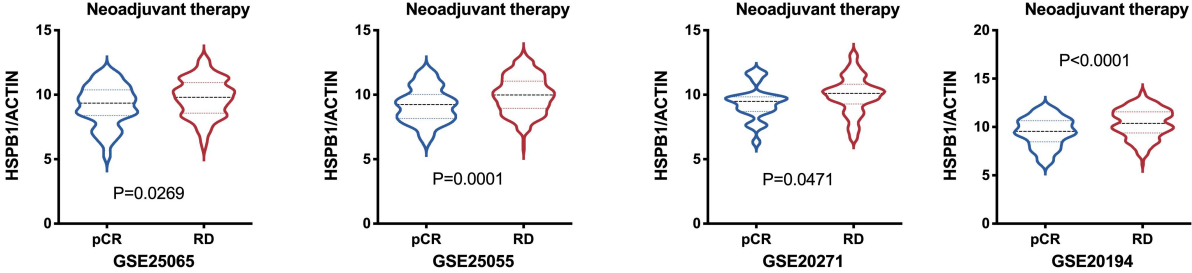 Neoadjuvant therapy
15
10
5
0
HSPB1/ACTIN
P=0.0269
pCR
RD
GSE25065
Neoadjuvant therapy
15
10
5
0
HSPB1/ACTIN
P=0.0001
pCR
RD
GSE25055
Neoadjuvant therapy
15
10
5
0
HSPB1/ACTIN
P=0.0471
pCR
RD
GSE20271
Neoadjuvant therapy
20
15
10
5
0
HSPB1/ACTIN
P<0.0001
pCR
RD
GSE20194